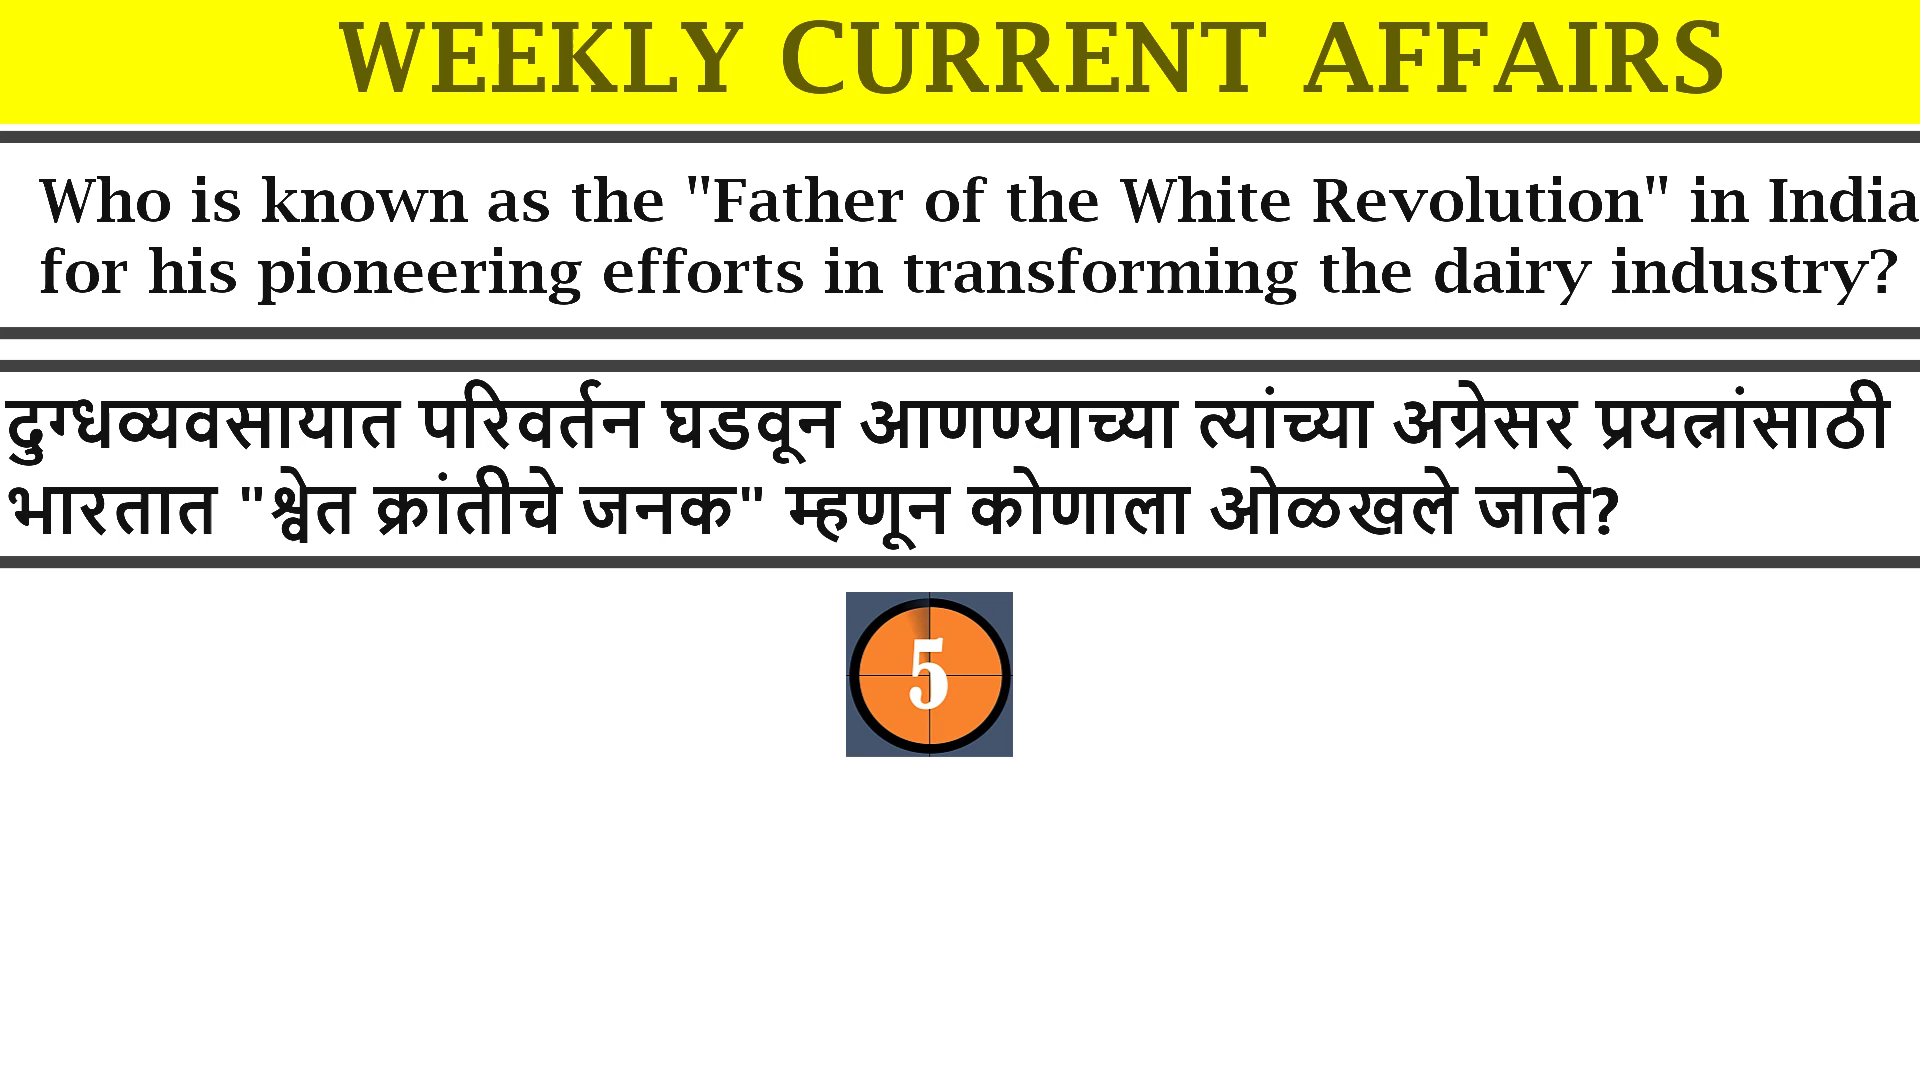 WEEKLY CURRENT AFFAIRS
Who is known as the "Father of the White Revolution" in India
for his pioneering efforts in transforming the dairy industry?
दुग्धव्यवसायात परिवर्तन घडवून आणण्याच्या त्यांच्या अग्रेसर प्रयत्नांसाठी
भारतात "श्वेत क्रांतीचे जनक" म्हणून कोणाला ओळखले जाते?
5